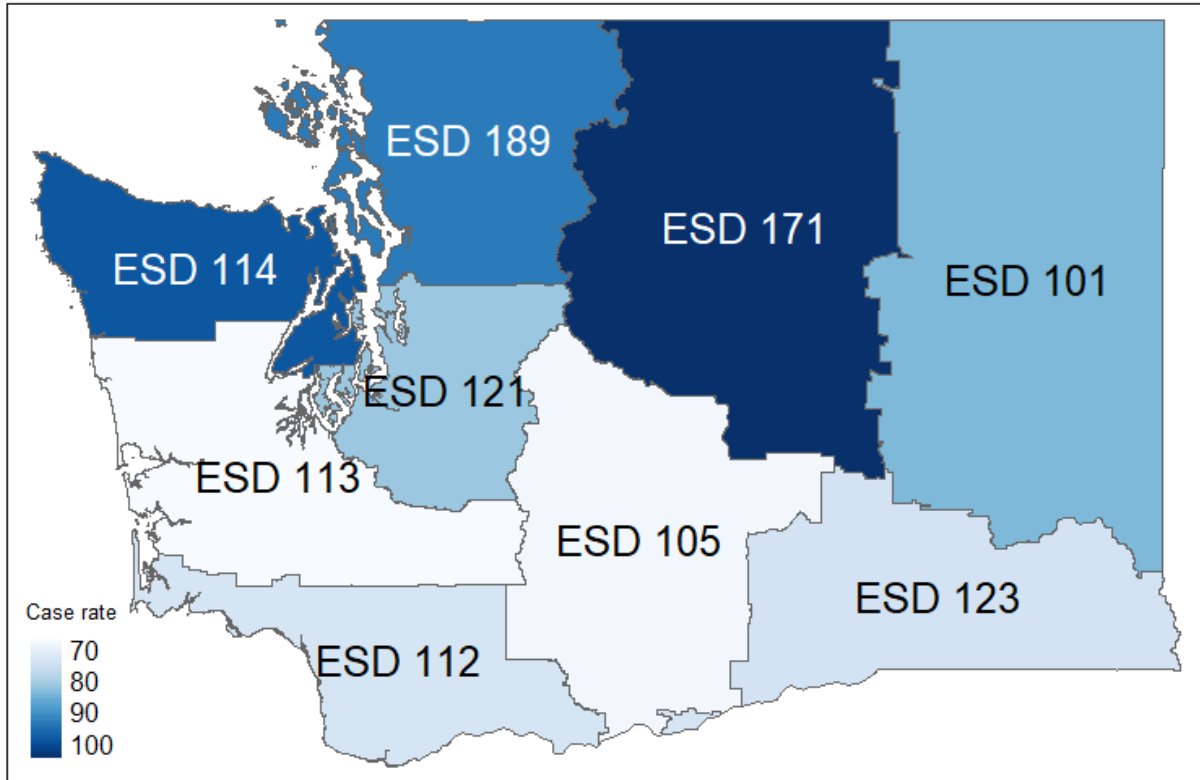 ESD 189
ESD 171
ESD 114
ESD 101
ESD 121
ESD 113
ESD 105
ESD 123
ESD 112
Case rate
70
80
90
100